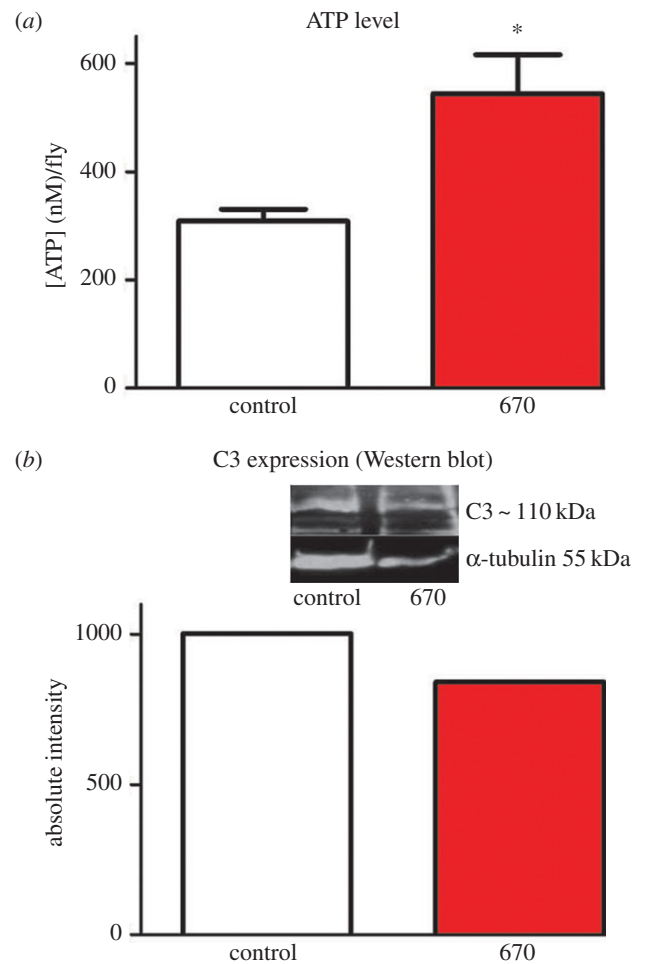 (a) ATP level
*
600
400
200
0
[ATP] (nM)/fly
control 670
(b) C3 expression (Western blot)
C3 ~ 110 kDa
α-tubulin 55 kDa
control 670
1000
500
0
absolute intensity
control 670